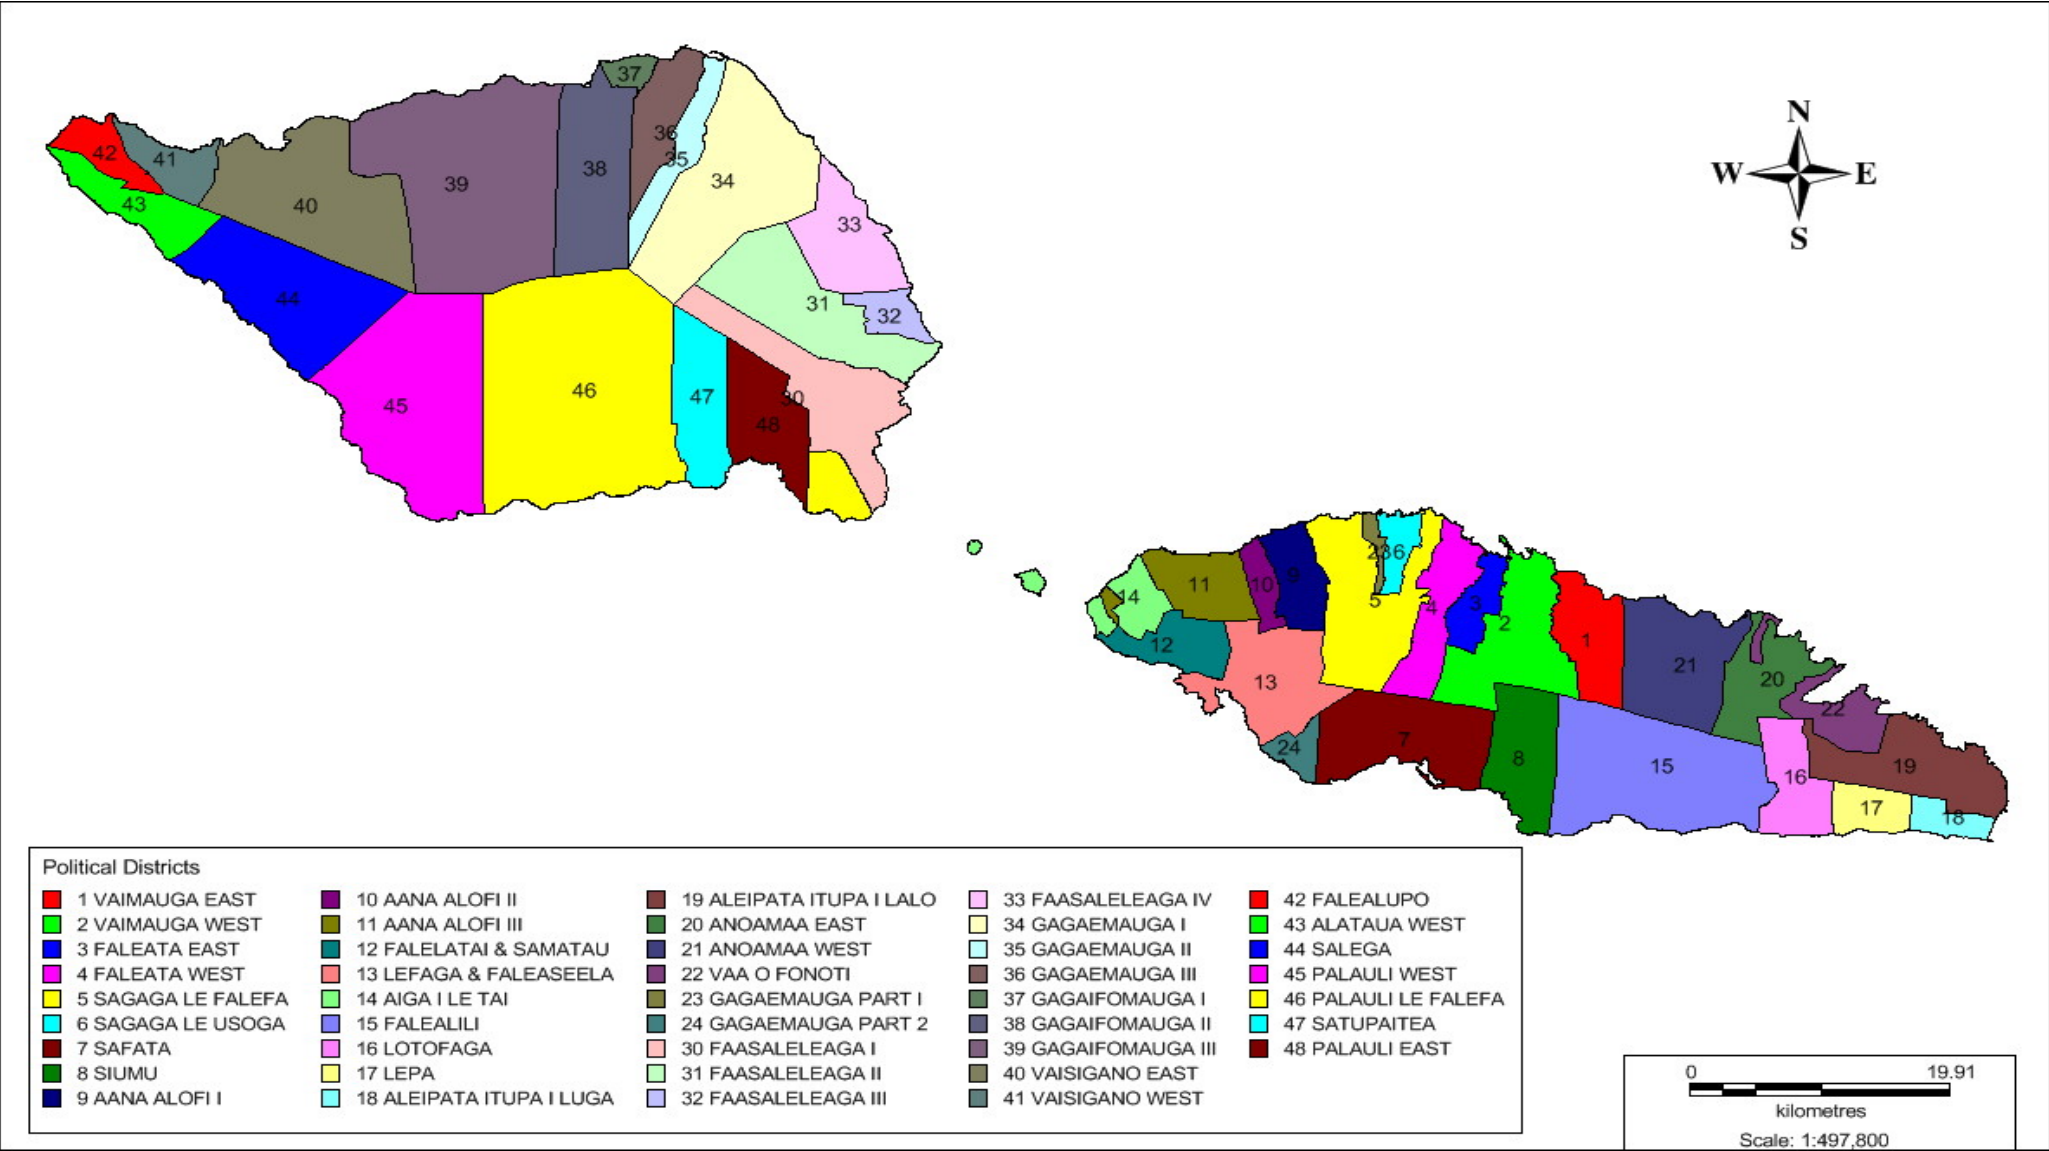 37
42
41
36
35
38
39
34
40
43
33
44
31
32
46
47
45
30
48
N
W E
S
11
10
9
23
6
14
5
4
3
2
1
12
13
21
20
22
24
7
8
15
16
19
17
18
Political Districts
1 VAIMAUGA EAST
2 VAIMAUGA WEST
3 FALEATA EAST
4 FALEATA WEST
5 SAGAGA LE FALEFA
6 SAGAGA LE USOGA
7 SAFATA
8 SIUMU
9 AANA ALOFI I
10 AANA ALOFI II
11 AANA ALOFI III
12 FALELATAI & SAMATAU
13 LEFAGA & FALEASEELA
14 AIGA I LE TAI
15 FALEALILI
16 LOTOFAGA
17 LEPA
18 ALEIPATA ITUPA I LUGA
19 ALEIPATA ITUPA I LALO
20 ANOAMAA EAST
21 ANOAMAA WEST
22 VAA O FONOTI
23 GAGAEMAUGA PART I
24 GAGAEMAUGA PART 2
30 FAASALELEAGA I
31 FAASALELEAGA II
32 FAASALELEAGA III
33 FAASALELEAGA IV
34 GAGAEMAUGA I
35 GAGAEMAUGA II
36 GAGAEMAUGA III
37 GAGAIFOMAUGA I
38 GAGAIFOMAUGA II
39 GAGAIFOMAUGA III
40 VAISIGANO EAST
41 VAISIGANO WEST
42 FALEALUPO
43 ALATAUA WEST
44 SALEGA
45 PALAULI WEST
46 PALAULI LE FALEFA
47 SATUPAITEA
48 PALAULI EAST
0 19.91
kilometres
Scale: 1:497,800